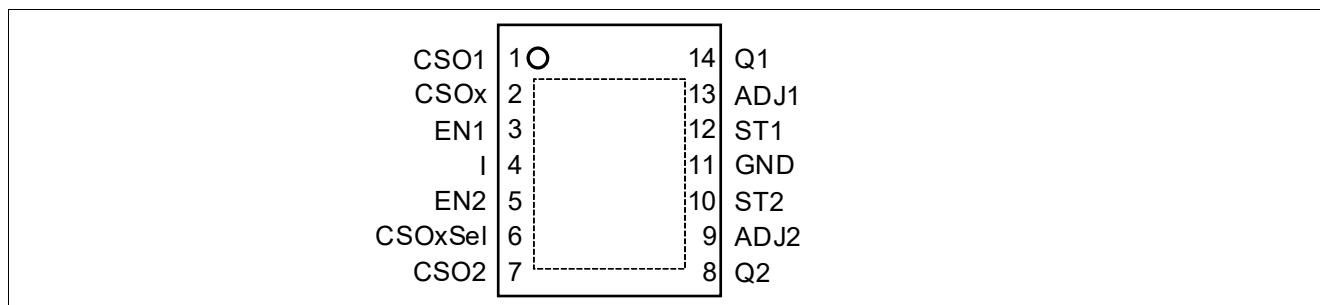 CSO1 1 14 Q1
CSOx 2 13 ADJ1
EN1 3 12 ST1
I 4 11 GND
EN2 5 10 ST2
CSOxSel 6 9 ADJ2
CSO2 7 8 Q2